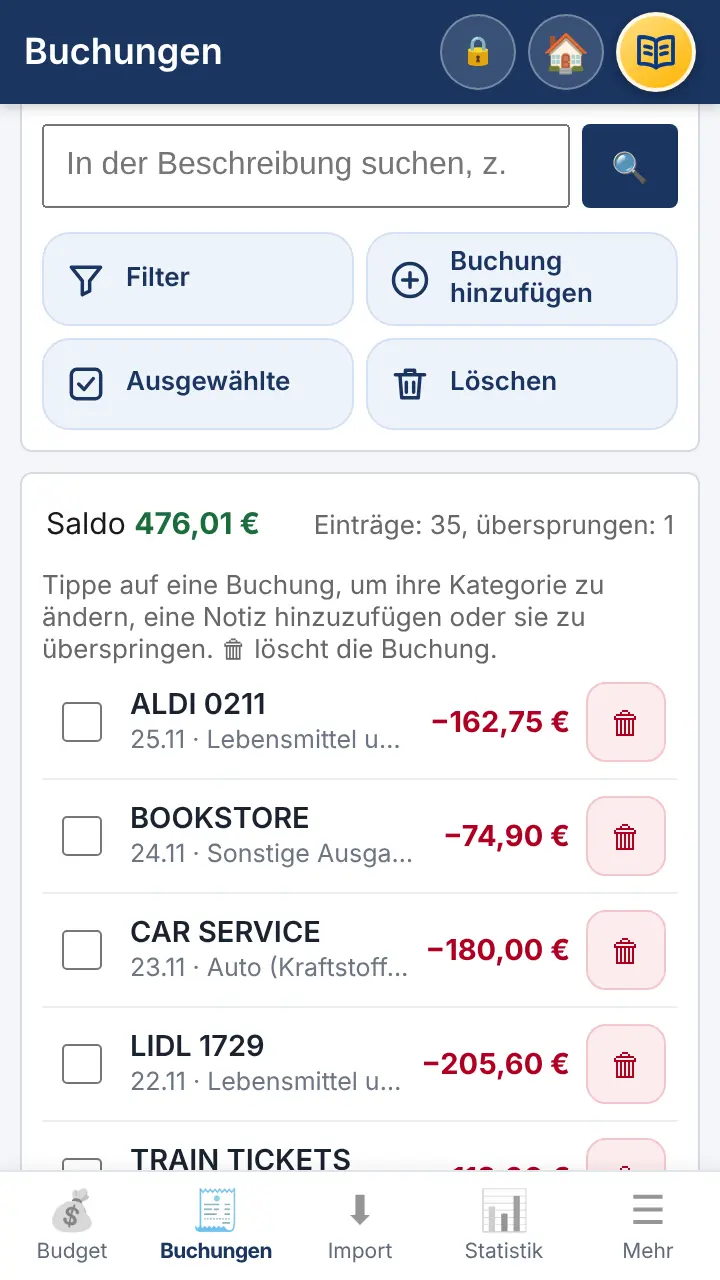 Buchungen
In der Beschreibung suchen, z.
Filter
Buchung
hinzufügen
Ausgewählte
Löschen
Saldo 476,01 €
Einträge: 35, übersprungen: 1
Tippe auf eine Buchung, um ihre Kategorie zu
ändern, eine Notiz hinzuzufügen oder sie zu
überspringen. 🗑 löscht die Buchung.
ALDI 0211
25.11 · Lebensmittel u...
−162,75 €
BOOKSTORE
24.11 · Sonstige Ausga...
−74,90 €
CAR SERVICE
23.11 · Auto (Kraftstoff...
−180,00 €
LIDL 1729
22.11 · Lebensmittel u...
−205,60 €
TRAIN TICKETS
Budget
Buchungen
Import
Statistik
Mehr